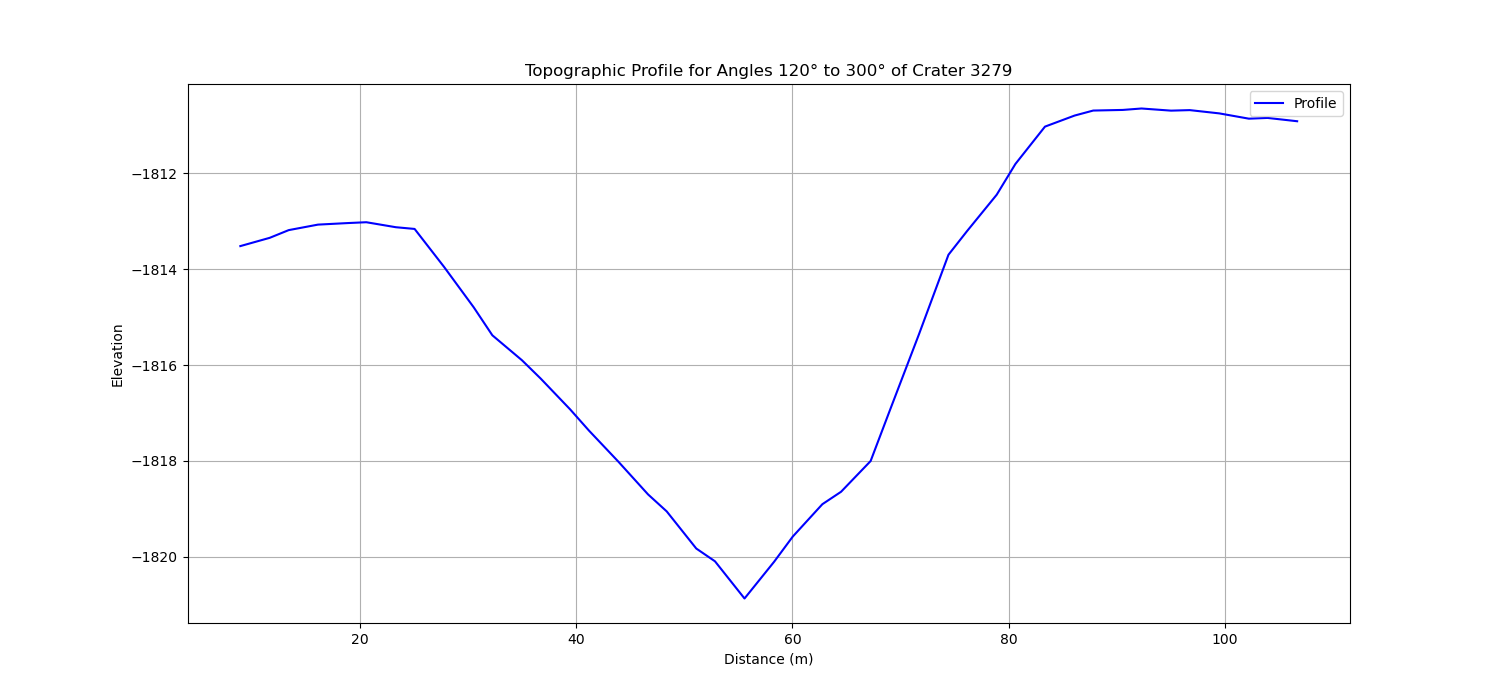 Topographic Profile for Angles 120° to 300° of Crater 3279
Profile
−1812
−1814
−1816
−1818
−1820
Elevation
20
40
60
80
100
Distance (m)